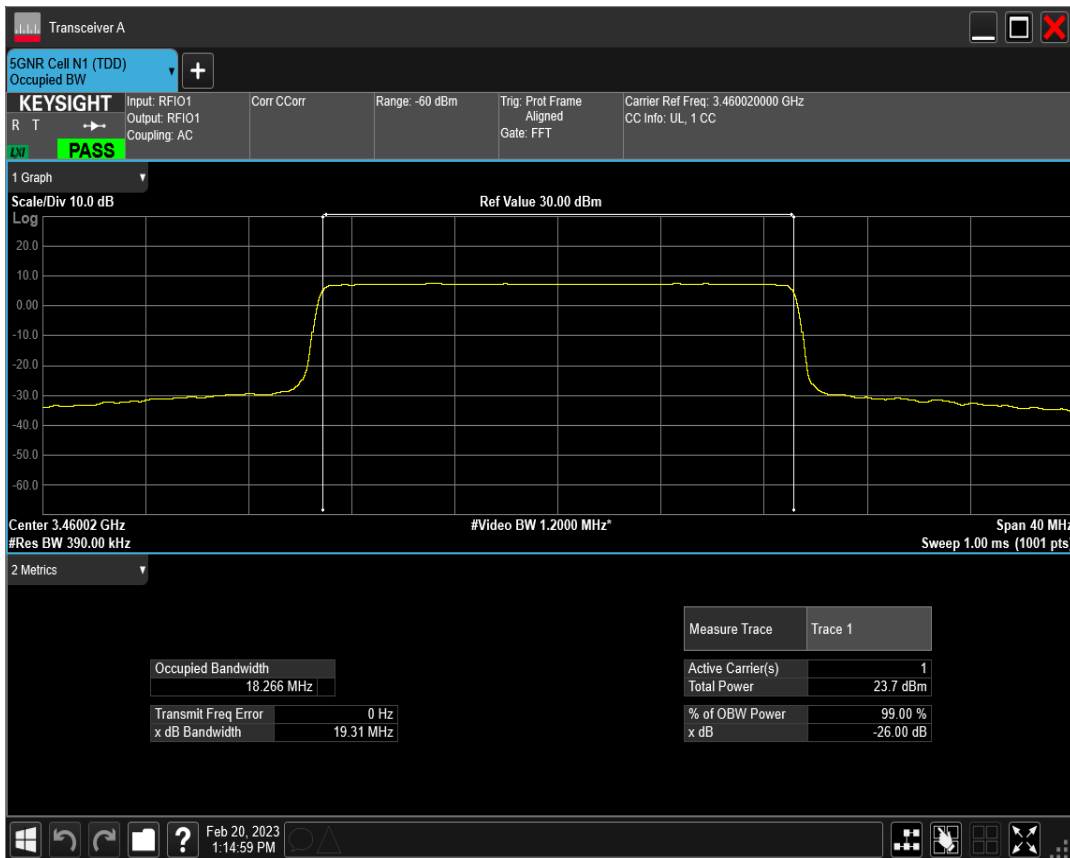 Transceiver A
5GNR Cell N1 (TDD)
Occupied BW
+
KEYSIGHT
R T
LXI
PASS
Input: RFIO1
Output: RFIO1
Coupling: AC
Corr CCorr
Range: -60 dBm
Trig: Prot Frame
Aligned
Gate: FFT
Carrier Ref Freq: 3.460020000 GHz
CC Info: UL, 1 CC
1 Graph
Scale/Div 10.0 dB
Ref Value 30.00 dBm
Log
20.0
10.0
0.00
-10.0
-20.0
-30.0
-40.0
-50.0
-60.0
Center 3.46002 GHz
#Video BW 1.2000 MHz*
Span 40 MHz
#Res BW 390.00 kHz
Sweep 1.00 ms (1001 pts)
2 Metrics
Measure Trace Trace 1
Occupied Bandwidth
18.266 MHz
Active Carrier(s) 1
Total Power 23.7 dBm
Transmit Freq Error 0 Hz
x dB Bandwidth 19.31 MHz
% of OBW Power 99.00 %
x dB -26.00 dB
?
Feb 20, 2023
1:14:59 PM